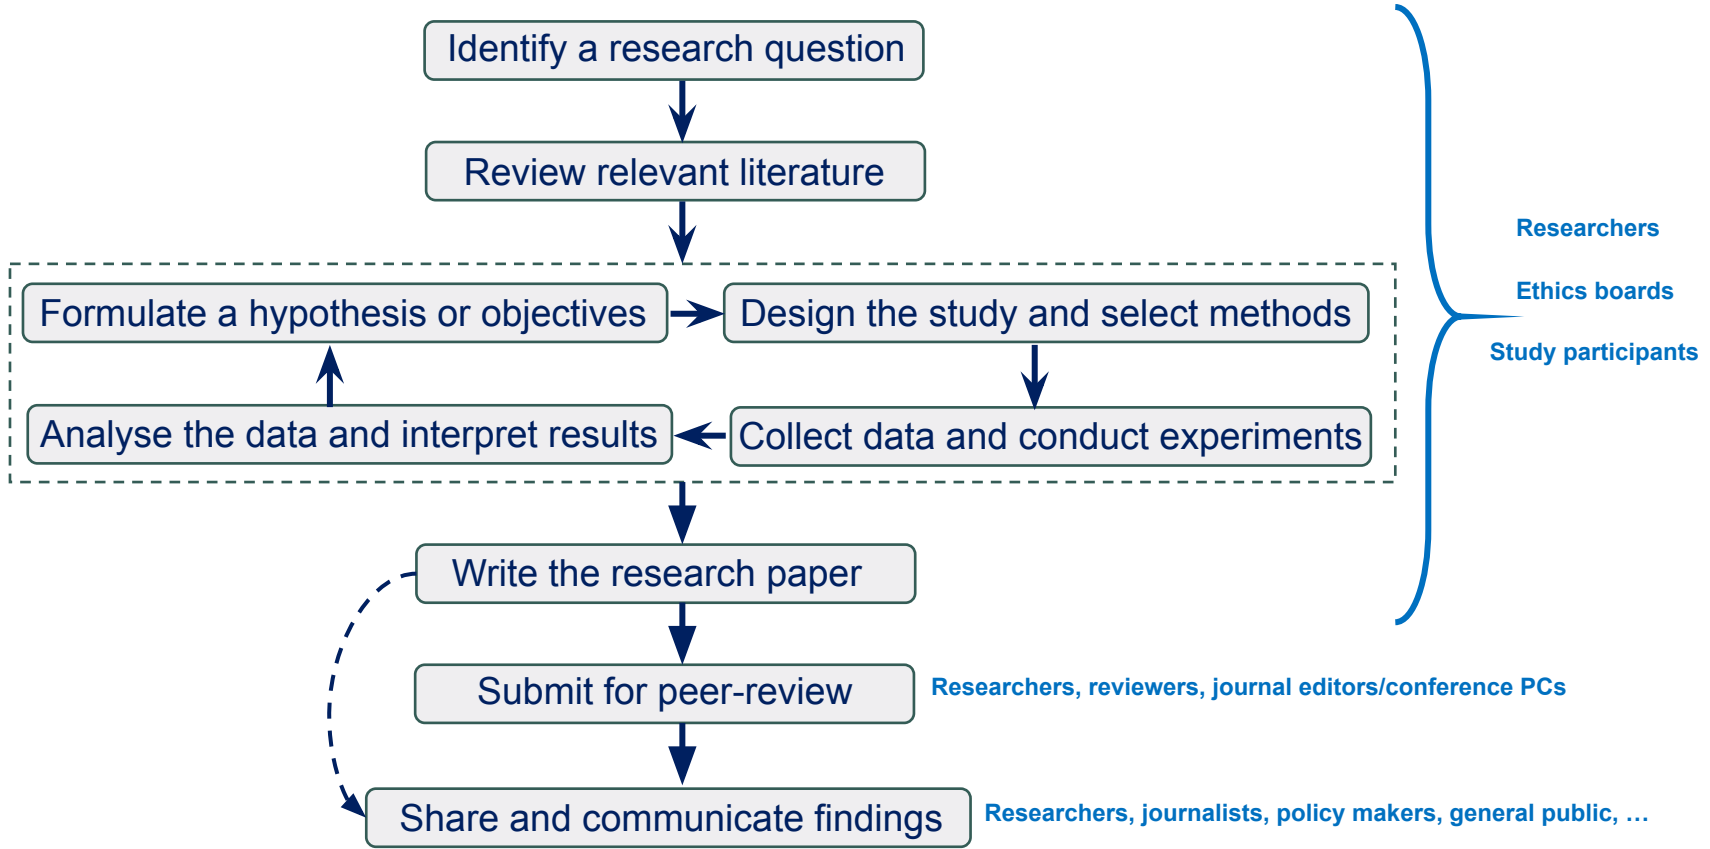 Identify a research question
Review relevant literature
Formulate a hypothesis or objectives
Design the study and select methods
Analyse the data and interpret results
Collect data and conduct experiments
Researchers
Ethics boards
Study participants
Write the research paper
Submit for peer-review
Researchers, reviewers, journal editors/conference PCs
Share and communicate findings
Researchers, journalists, policy makers, general public, …